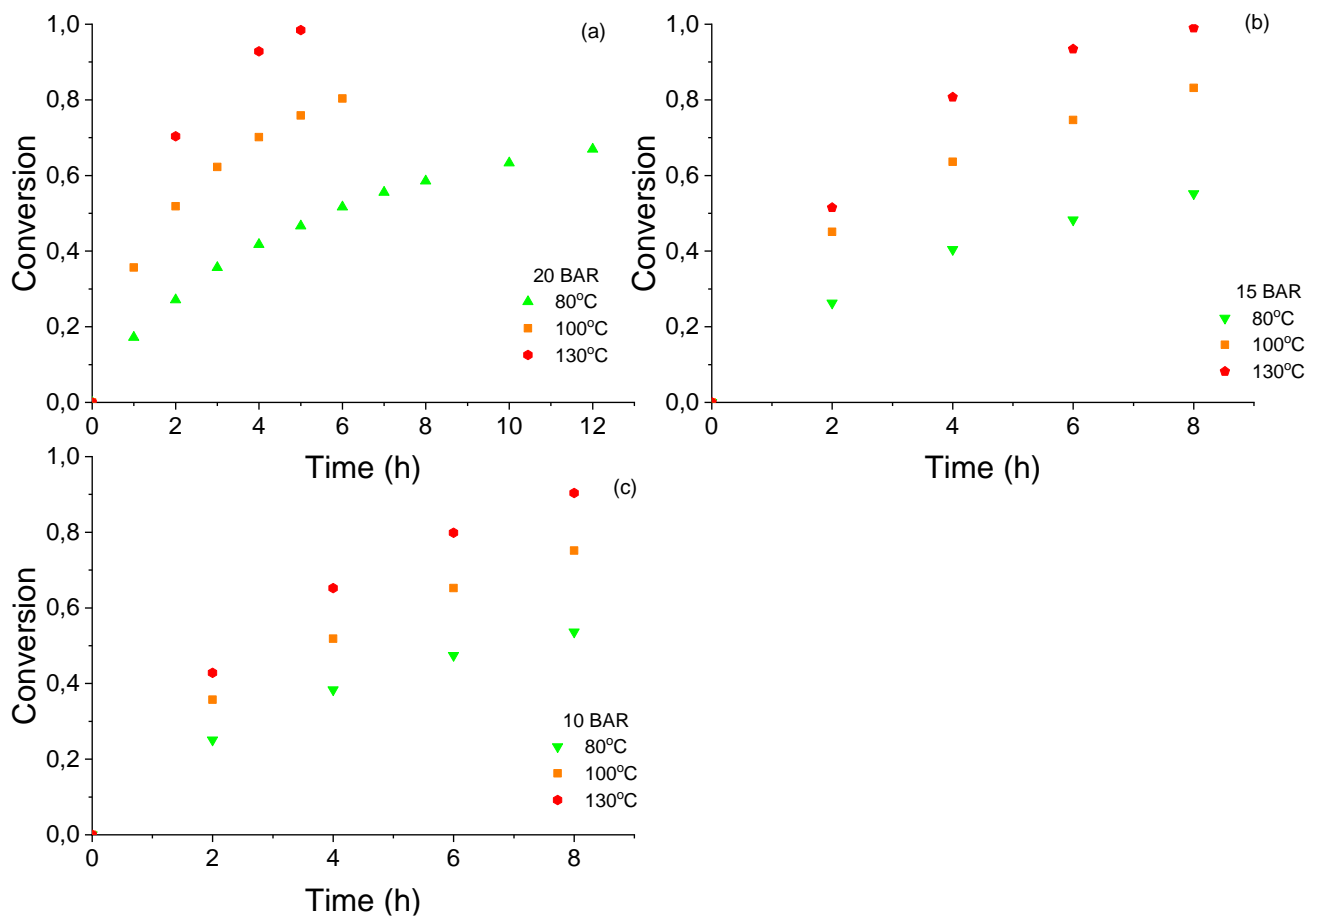 (a)
Conversion
1,0
0,8
0,6
0,4
0,2
0,0
20 BAR
80°C
100°C
130°C
0 2 4 6 8 10 12
Time (h)
(b)
Conversion
1,0
0,8
0,6
0,4
0,2
0,0
15 BAR
80°C
100°C
130°C
0 2 4 6 8
Time (h)
(c)
Conversion
1,0
0,8
0,6
0,4
0,2
0,0
10 BAR
80°C
100°C
130°C
0 2 4 6 8
Time (h)